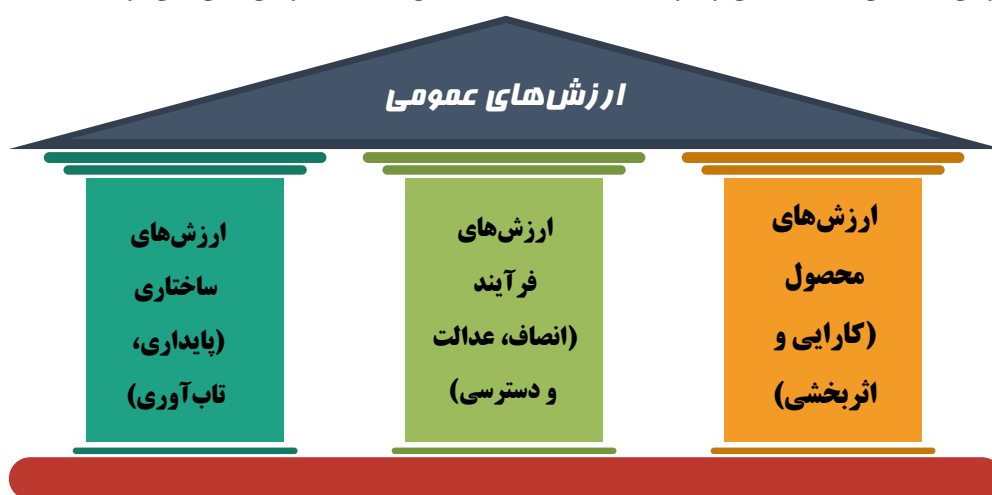 ارزش‌های عمومی
ارزش‌های
محصول
(کارایی و
اثربخشی)
ارزش‌های
فرآیند
(انصاف، عدالت
و دسترسی)
ارزش‌های
ساختاری
(پایداری،
تاب‌آوری)